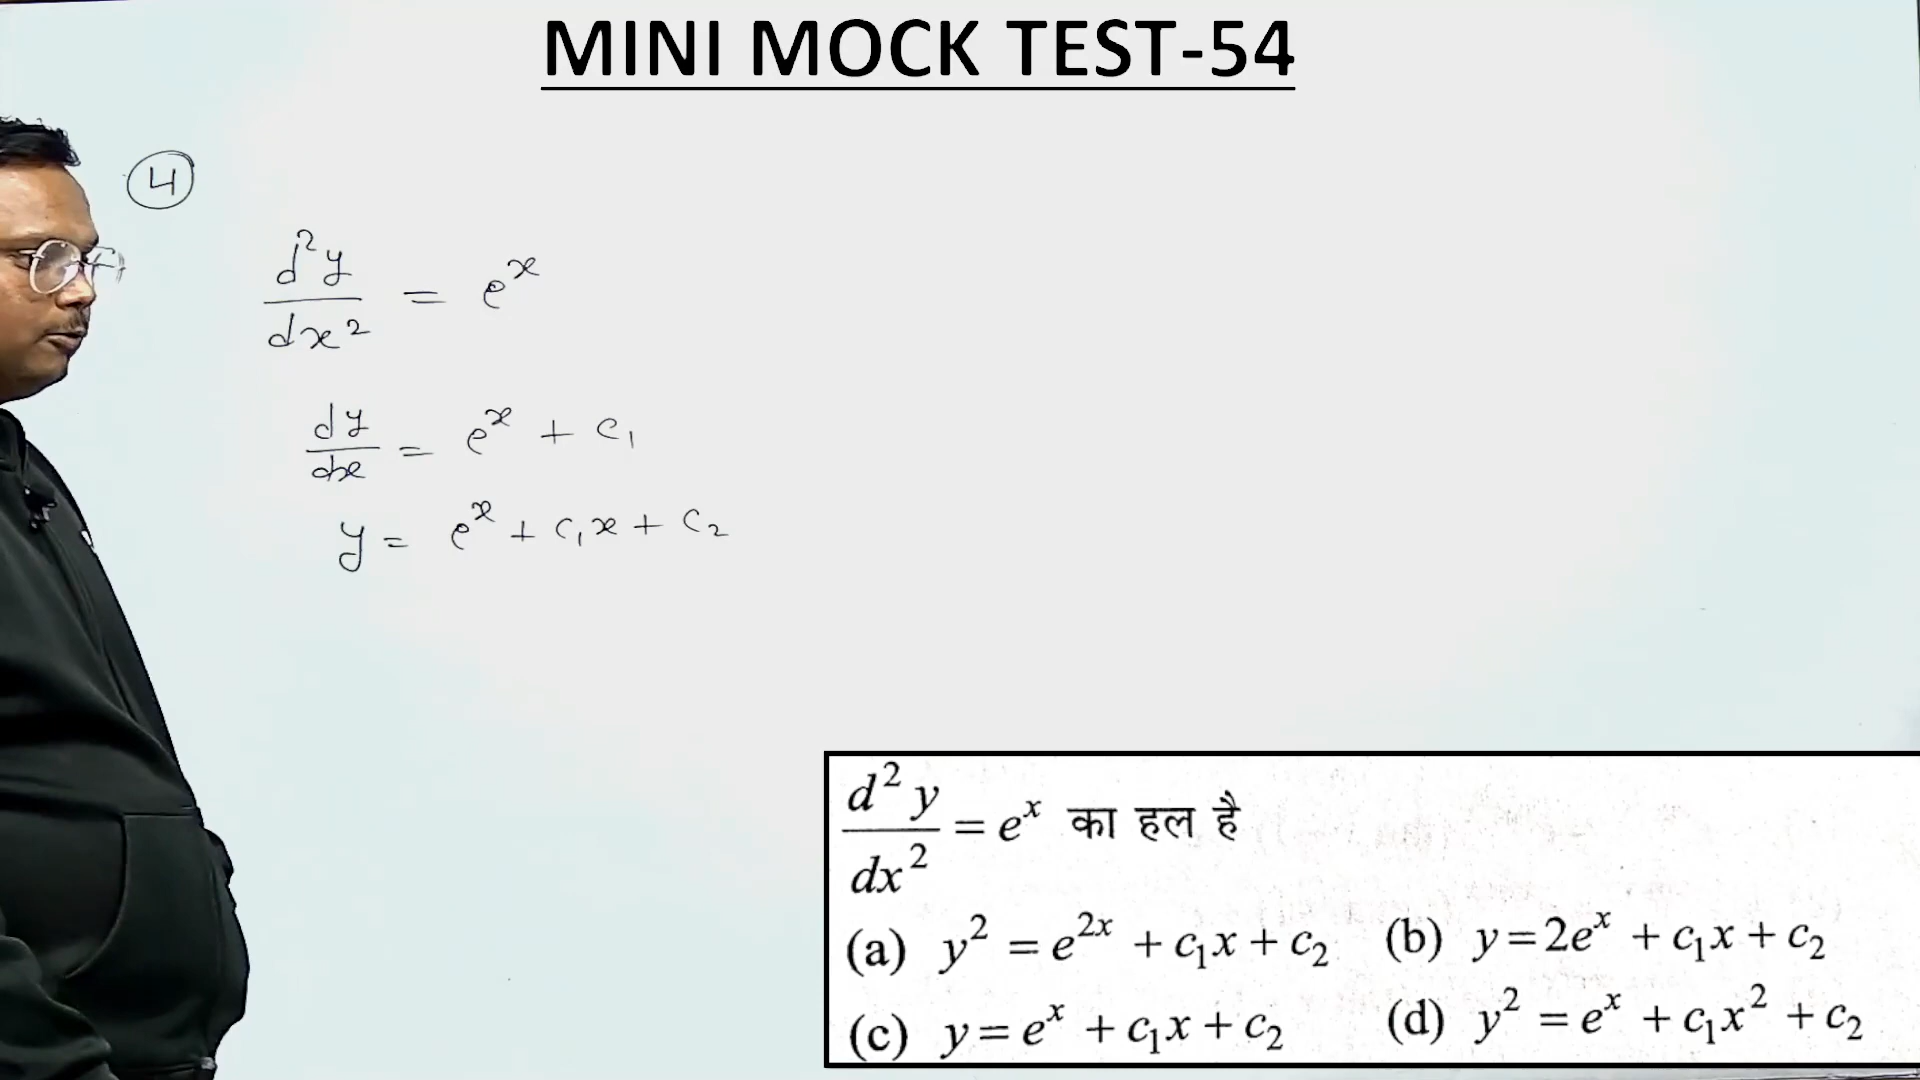 MINI MOCK TEST-54
4
d²y/dx² = e^x
dy/dx = e^x + c₁
y = e^x + c₁x + c₂
d²y/dx² = e^x का हल है
(a) y² = e^2x + c₁x + c₂ (b) y = 2e^x + c₁x + c₂
(c) y = e^x + c₁x + c₂ (d) y² = e^x + c₁x² + c₂